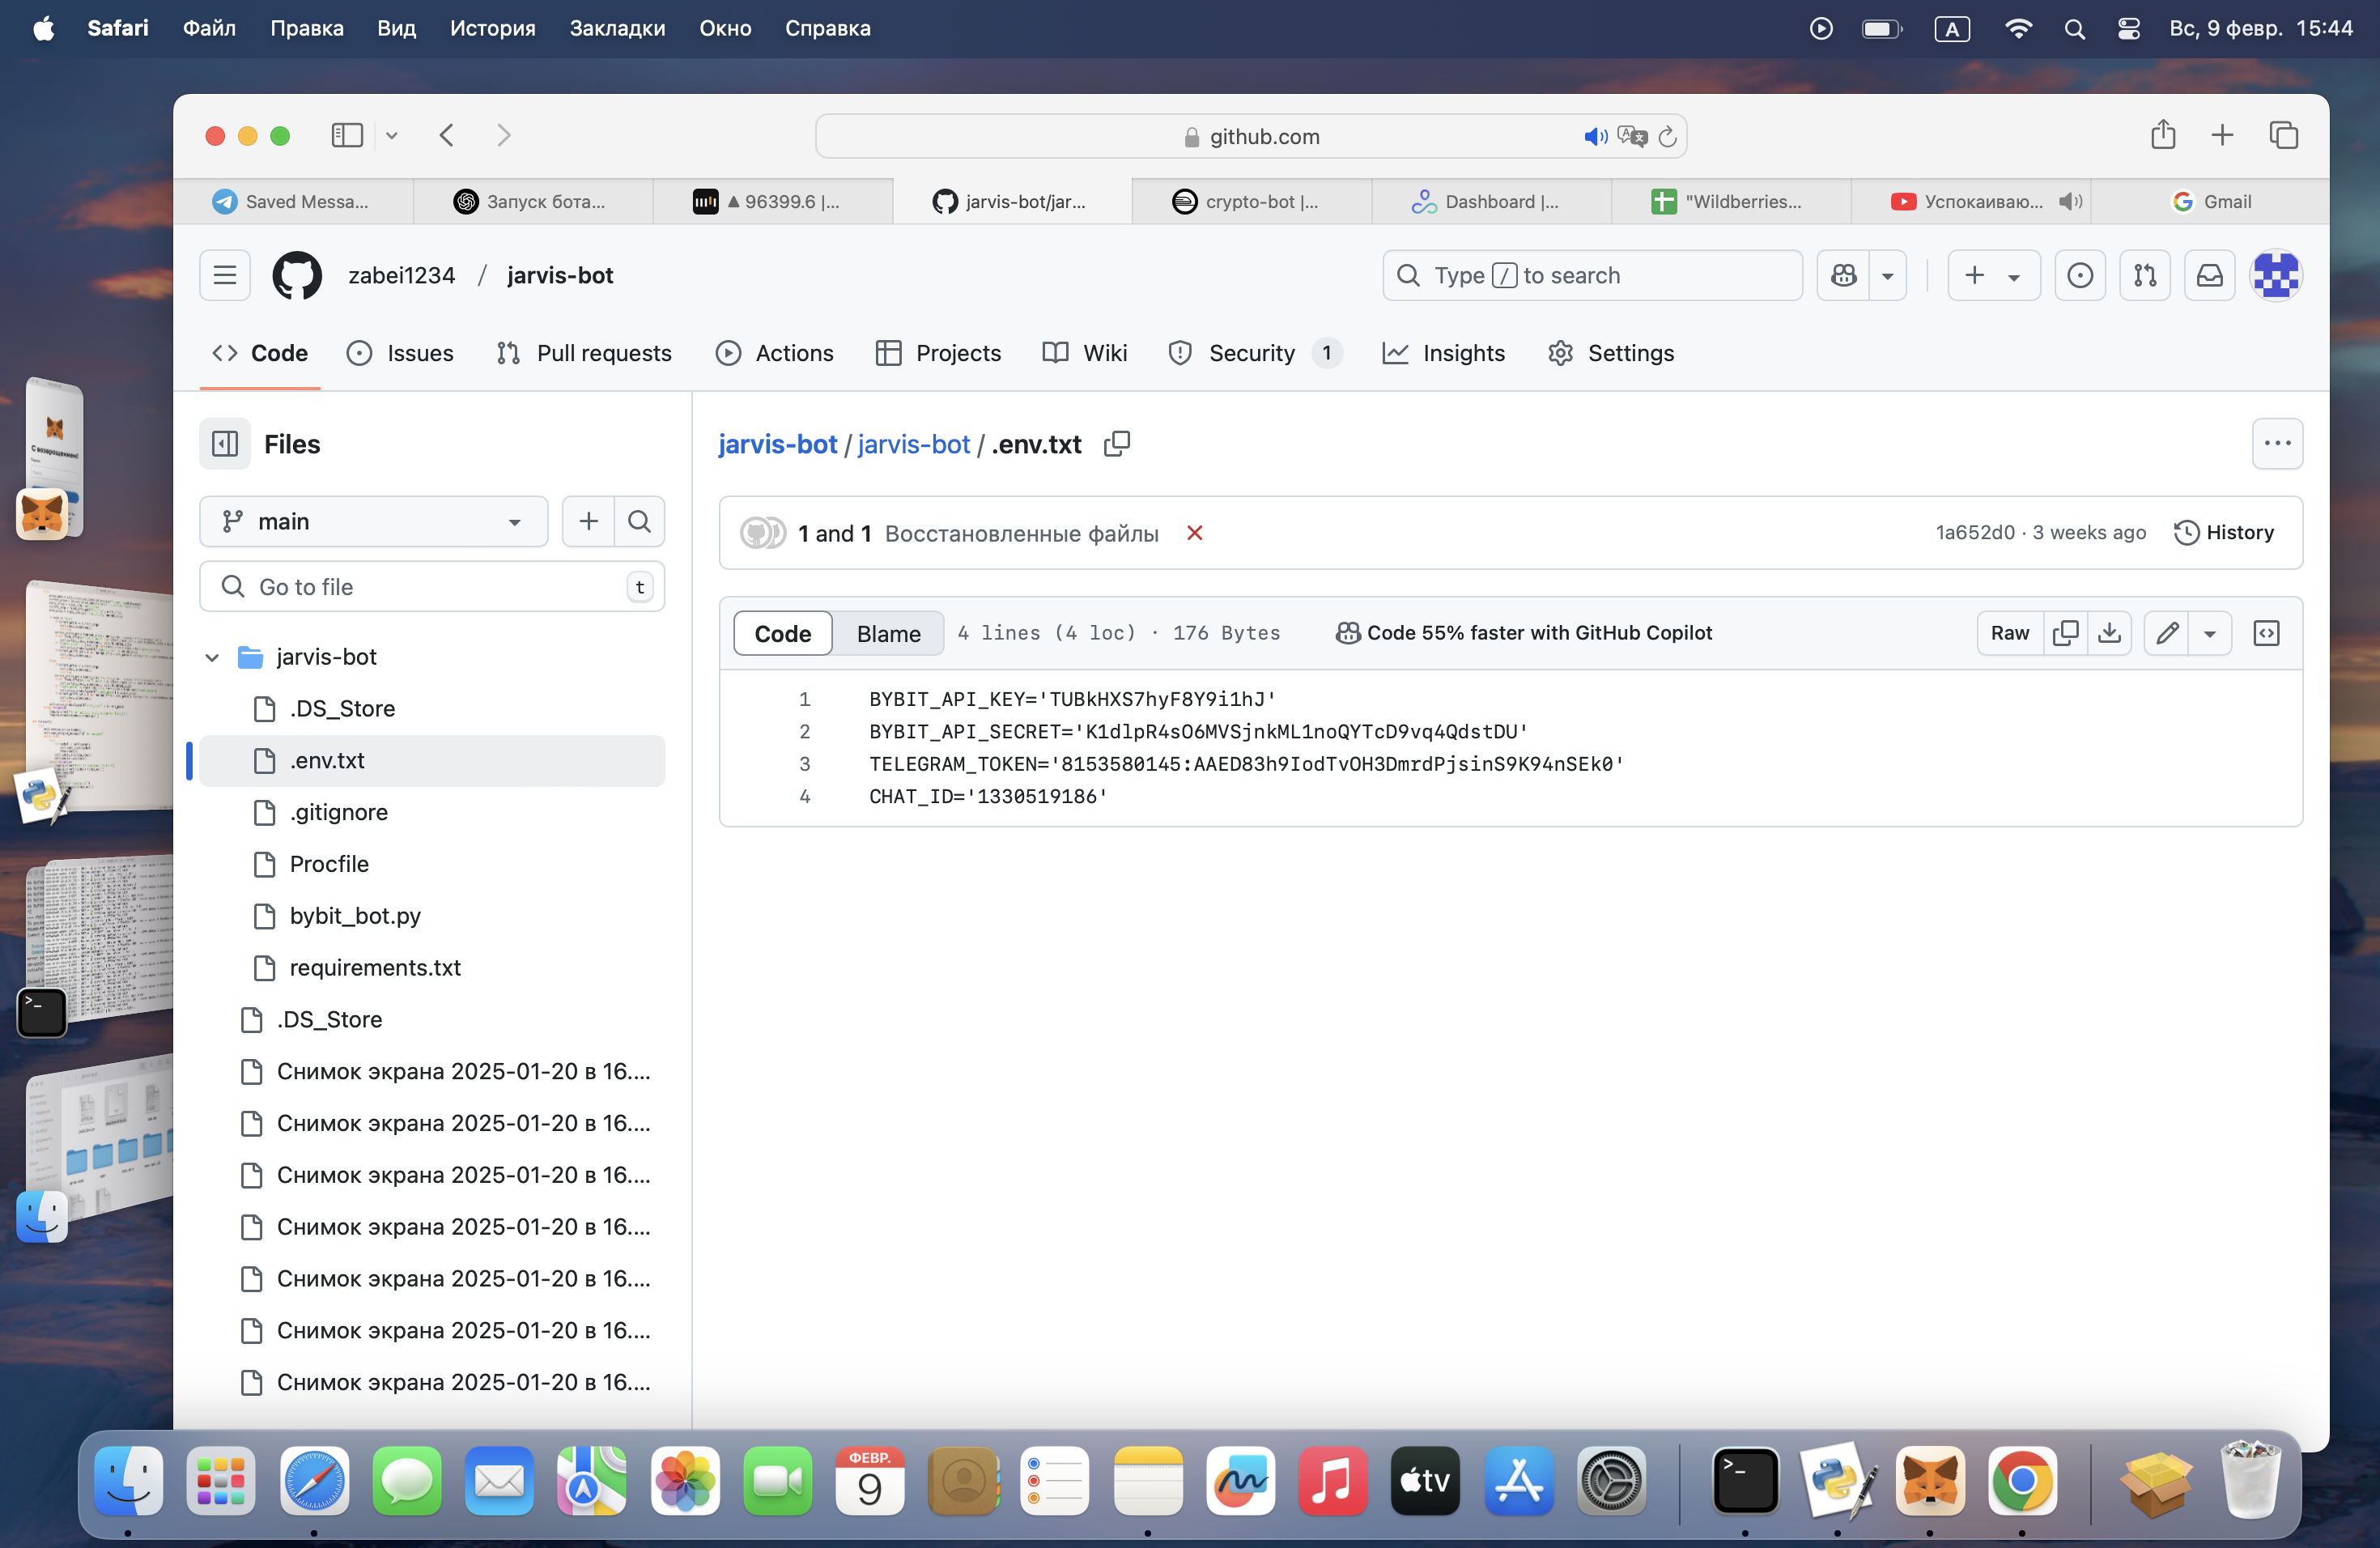 Safari Файл Правка Вид История Закладки Окно Справка A Вс, 9 февр. 15:44
github.com
Saved Messa... Запуск бота... ▲ 96399.6 |... jarvis-bot/jar... crypto-bot |... Dashboard |... "Wildberries... Успокаиваю... Gmail
zabei1234 / jarvis-bot Type / to search
Code Issues Pull requests Actions Projects Wiki Security 1 Insights Settings
Files
main
Go to file t
jarvis-bot
.DS_Store
.env.txt
.gitignore
Procfile
bybit_bot.py
requirements.txt
.DS_Store
Снимок экрана 2025-01-20 в 16....
Снимок экрана 2025-01-20 в 16....
Снимок экрана 2025-01-20 в 16....
Снимок экрана 2025-01-20 в 16....
Снимок экрана 2025-01-20 в 16....
Снимок экрана 2025-01-20 в 16....
Снимок экрана 2025-01-20 в 16....
jarvis-bot / jarvis-bot / .env.txt
1 and 1 Восстановленные файлы 1a652d0 · 3 weeks ago History
Code Blame 4 lines (4 loc) · 176 Bytes Code 55% faster with GitHub Copilot Raw
1 BYBIT_API_KEY='TUBkHXS7hyF8Y9i1hJ'
2 BYBIT_API_SECRET='K1dlpR4sO6MVSjnkML1noQYTcD9vq4QdstDU'
3 TELEGRAM_TOKEN='8153580145:AAED83h9IodTvOH3DmrdPjsinS9K94nSEk0'
4 CHAT_ID='1330519186'
С возвращением!
ФЕВР.
9
tv